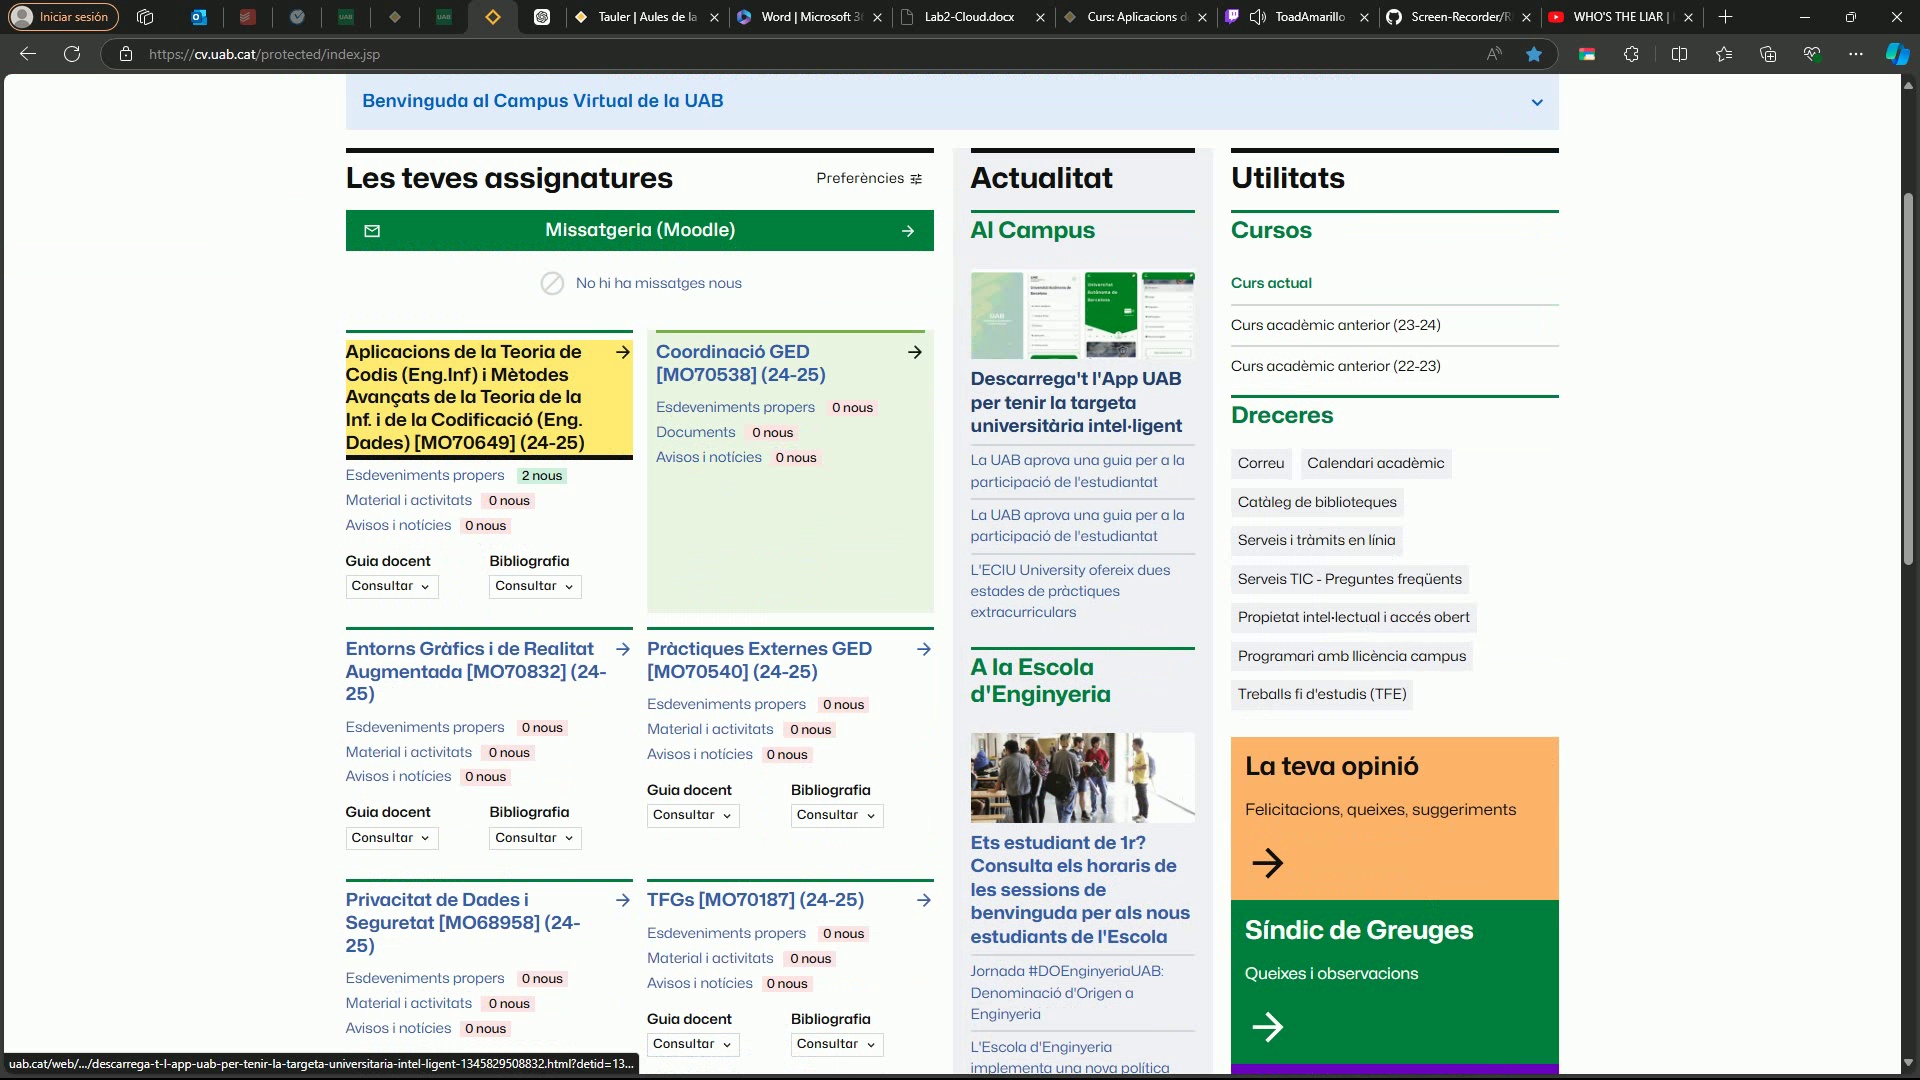 Iniciar sesión
Tauler | Aules de la
Word | Microsoft 3
Lab2-Cloud.docx
Curs: Aplicacions d
ToadAmarillo
Screen-Recorder/R
WHO'S THE LIAR |
https://cv.uab.cat/protected/index.jsp
Benvinguda al Campus Virtual de la UAB
Les teves assignatures
Preferències
Missatgeria (Moodle)
No hi ha missatges nous
Aplicacions de la Teoria de
Codis (Eng.Inf) i Mètodes
Avançats de la Teoria de la
Inf. i de la Codificació (Eng.
Dades) [MO70649] (24-25)
Esdeveniments propers 2 nous
Material i activitats 0 nous
Avisos i notícies 0 nous
Guia docent Bibliografia
Consultar Consultar
Coordinació GED
[MO70538] (24-25)
Esdeveniments propers 0 nous
Documents 0 nous
Avisos i notícies 0 nous
Entorns Gràfics i de Realitat
Augmentada [MO70832] (24-
25)
Esdeveniments propers 0 nous
Material i activitats 0 nous
Avisos i notícies 0 nous
Guia docent Bibliografia
Consultar Consultar
Pràctiques Externes GED
[MO70540] (24-25)
Esdeveniments propers 0 nous
Material i activitats 0 nous
Avisos i notícies 0 nous
Guia docent Bibliografia
Consultar Consultar
Privacitat de Dades i
Seguretat [MO68958] (24-
25)
Esdeveniments propers 0 nous
Material i activitats 0 nous
Avisos i notícies 0 nous
TFGs [MO70187] (24-25)
Esdeveniments propers 0 nous
Material i activitats 0 nous
Avisos i notícies 0 nous
Guia docent Bibliografia
Consultar Consultar
Actualitat
Al Campus
Descarrega't l'App UAB
per tenir la targeta
universitària intel·ligent
La UAB aprova una guia per a la
participació de l'estudiantat
La UAB aprova una guia per a la
participació de l'estudiantat
L'ECIU University ofereix dues
estades de pràctiques
extracurriculars
A la Escola
d'Enginyeria
Ets estudiant de 1r?
Consulta els horaris de
les sessions de
benvinguda per als nous
estudiants de l'Escola
Jornada #DOEnginyeriaUAB:
Denominació d'Origen a
Enginyeria
L'Escola d'Enginyeria
implementa una nova política
Utilitats
Cursos
Curs actual
Curs acadèmic anterior (23-24)
Curs acadèmic anterior (22-23)
Dreceres
Correu
Calendari acadèmic
Catàleg de biblioteques
Serveis i tràmits en línia
Serveis TIC - Preguntes freqüents
Propietat intel·lectual i accés obert
Programari amb llicència campus
Treballs fi d'estudis (TFE)
La teva opinió
Felicitacions, queixes, suggeriments
Síndic de Greuges
Queixes i observacions
uab.cat/web/.../descarrega-t-l-app-uab-per-tenir-la-targeta-universitaria-intel-ligent-1345829508832.html?detid=13...